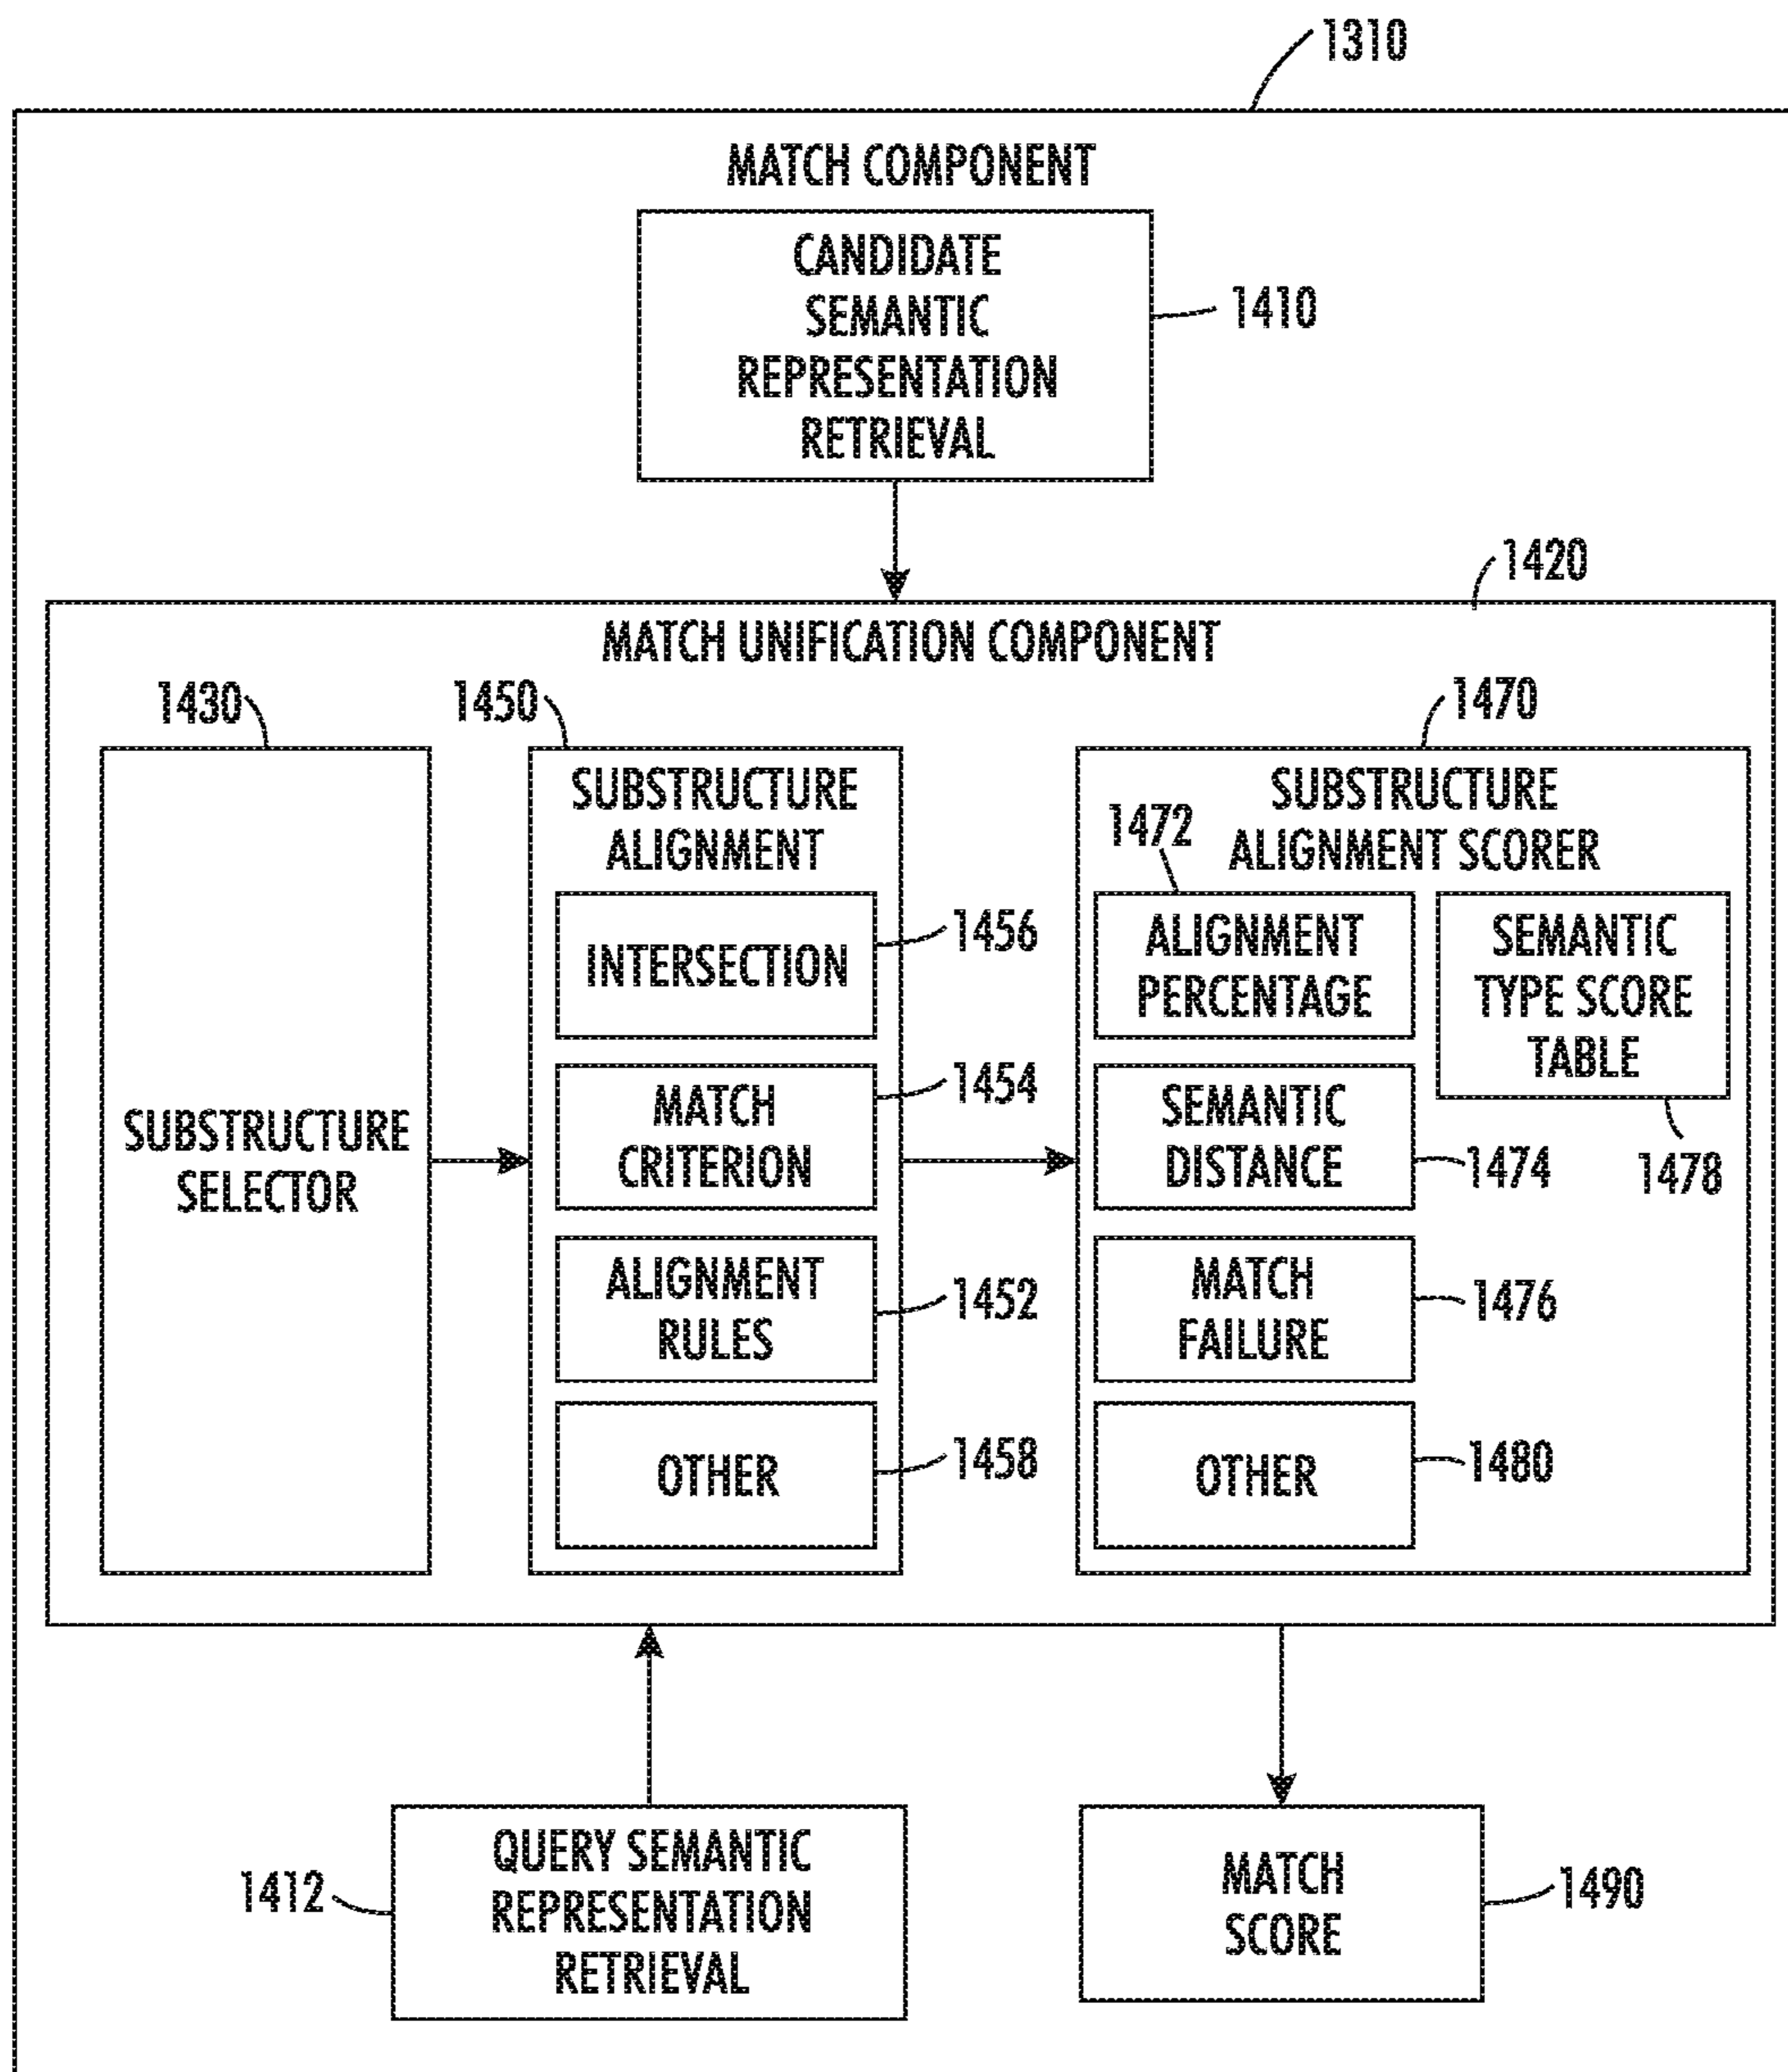 1310
MATCH COMPONENT
CANDIDATE
SEMANTIC
REPRESENTATION
RETRIEVAL
1410
1420
MATCH UNIFICATION COMPONENT
1430
1450
1470
SUBSTRUCTURE
SELECTOR
SUBSTRUCTURE
ALIGNMENT
INTERSECTION
1456
MATCH
CRITERION
1454
ALIGNMENT
RULES
1452
OTHER
1458
SUBSTRUCTURE
ALIGNMENT SCORER
1472
ALIGNMENT
PERCENTAGE
SEMANTIC
TYPE SCORE
TABLE
1478
SEMANTIC
DISTANCE
1474
MATCH
FAILURE
1476
OTHER
1480
1412
QUERY SEMANTIC
REPRESENTATION
RETRIEVAL
MATCH
SCORE
1490